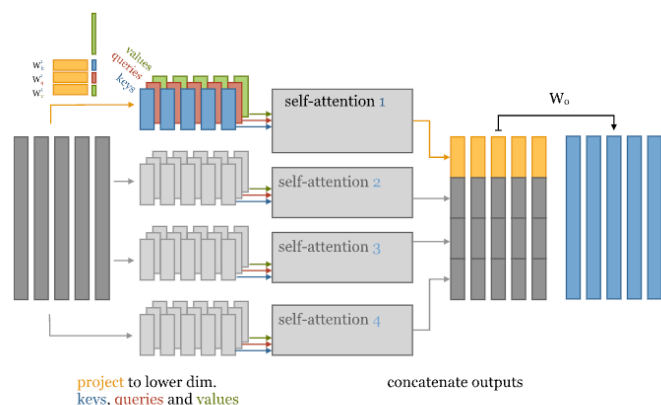 values
queries
keys
self-attention 1
W₀
self-attention 2
self-attention 3
self-attention 4
project to lower dim.
keys, queries and values
concatenate outputs